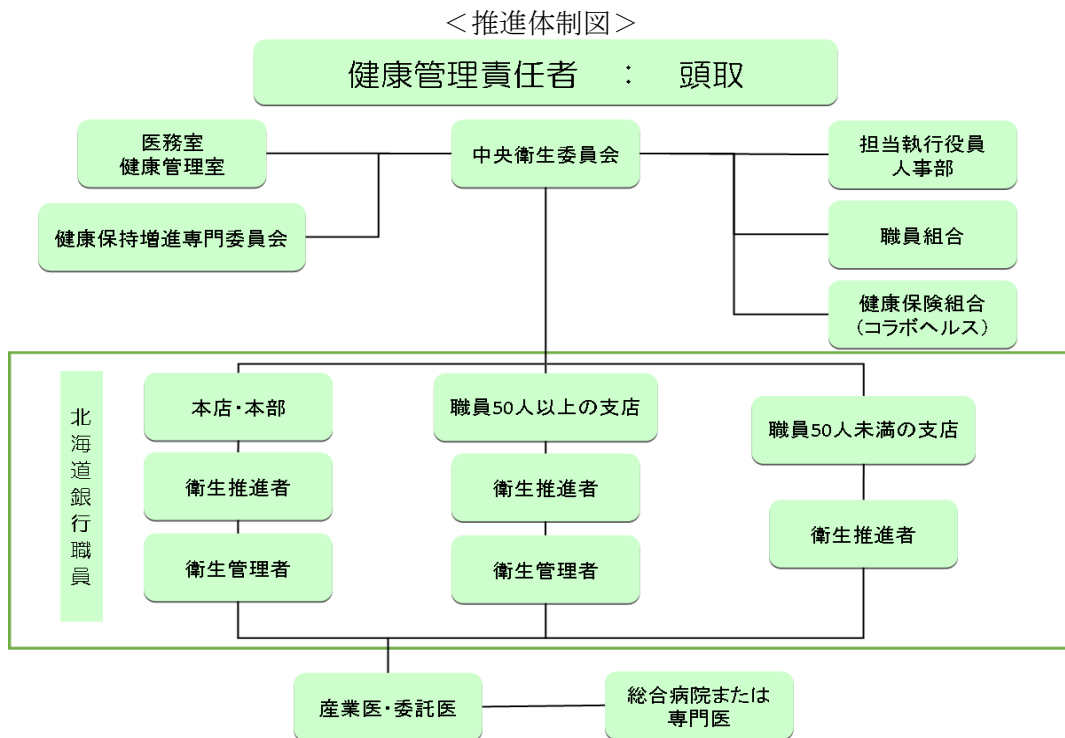 ＜推進体制図＞
健康管理責任者　：　頭取
医務室
健康管理室
中央衛生委員会
担当執行役員
人事部
健康保持増進専門委員会
職員組合
健康保険組合
（コラボヘルス）
北海道銀行職員
本店・本部
職員50人以上の支店
職員50人未満の支店
衛生推進者
衛生推進者
衛生推進者
衛生管理者
衛生管理者
産業医・委託医
総合病院または
専門医